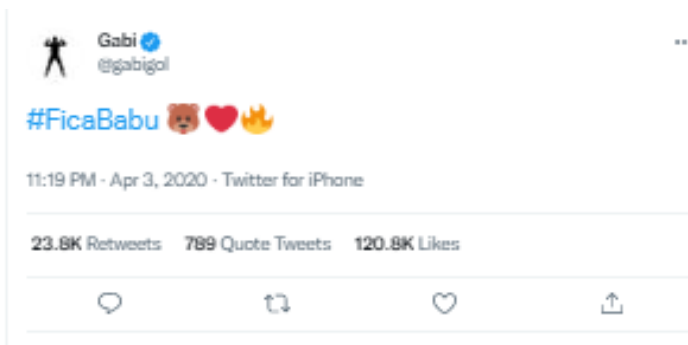 Gabi
@gabigol
#FicaBabu 🐻❤️🔥
11:19 PM · Apr 3, 2020 · Twitter for iPhone
23.8K Retweets 789 Quote Tweets 120.8K Likes